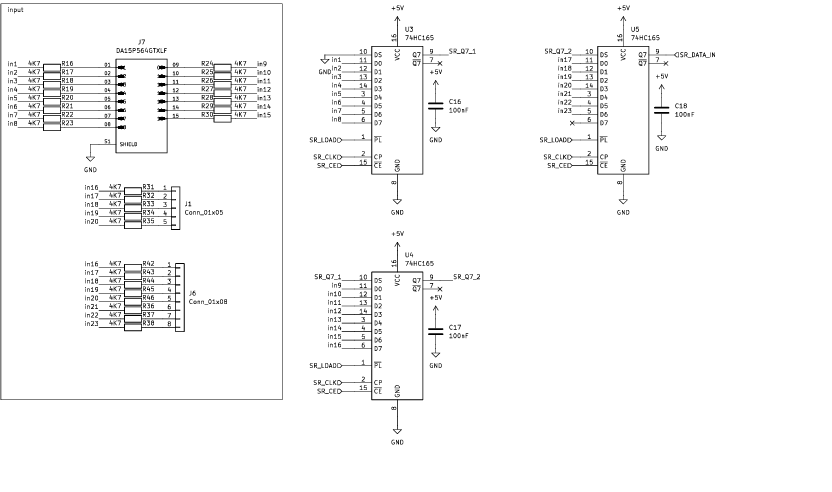 input
J7
DA15P564GTXLF
in1 4K7 R16 01
in2 4K7 R17 02
in3 4K7 R18 03
in4 4K7 R19 04
in5 4K7 R20 05
in6 4K7 R21 06
in7 4K7 R22 07
in8 4K7 R23 08
09 R24 4K7 in9
10 R25 4K7 in10
11 R26 4K7 in11
12 R27 4K7 in12
13 R28 4K7 in13
14 R29 4K7 in14
15 R30 4K7 in15
S1 SHIELD
GND
in16 4K7 R31 1
in17 4K7 R32 2
in18 4K7 R33 3
in19 4K7 R34 4
in20 4K7 R35 5
J1
Conn_01x05
in16 4K7 R42 1
in17 4K7 R43 2
in18 4K7 R44 3
in19 4K7 R45 4
in20 4K7 R46 5
in21 4K7 R36 6
in22 4K7 R37 7
in23 4K7 R38 8
J6
Conn_01x08
+5V
U3
74HC165
16 VCC
10 DS
GND
in1 11 D0
in2 12 D1
in3 13 D2
in4 14 D3
in5 3 D4
in6 4 D5
in7 5 D6
in8 6 D7
SR_LOAD 1 PL
SR_CLK 2 CP
SR_CE 15 CE
Q7 9 SR_Q7_1
Q7 7
GND 8
GND
+5V
C16
100nF
GND
+5V
U5
74HC165
16 VCC
SR_Q7_2 10 DS
in17 11 D0
in18 12 D1
in19 13 D2
in20 14 D3
in21 3 D4
in22 4 D5
in23 5 D6
6 D7
SR_LOAD 1 PL
SR_CLK 2 CP
SR_CE 15 CE
Q7 9 SR_DATA_IN
Q7 7
GND 8
GND
+5V
C18
100nF
GND
+5V
U4
74HC165
16 VCC
SR_Q7_1 10 DS
in9 11 D0
in10 12 D1
in11 13 D2
in12 14 D3
in13 3 D4
in14 4 D5
in15 5 D6
in16 6 D7
SR_LOAD 1 PL
SR_CLK 2 CP
SR_CE 15 CE
Q7 9 SR_Q7_2
Q7 7
GND 8
GND
+5V
C17
100nF
GND